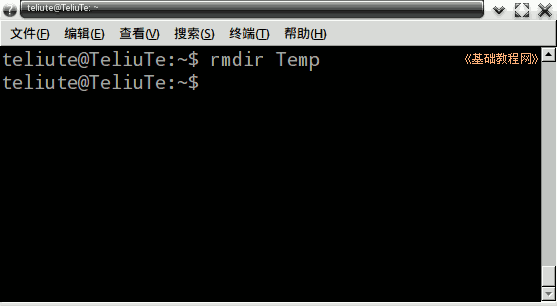 teliute@TeliuTe: ~
文件(F) 编辑(E) 查看(V) 搜索(S) 终端(T) 帮助(H)
teliute@TeliuTe:~$ rmdir Temp 《基础教程网》
teliute@TeliuTe:~$